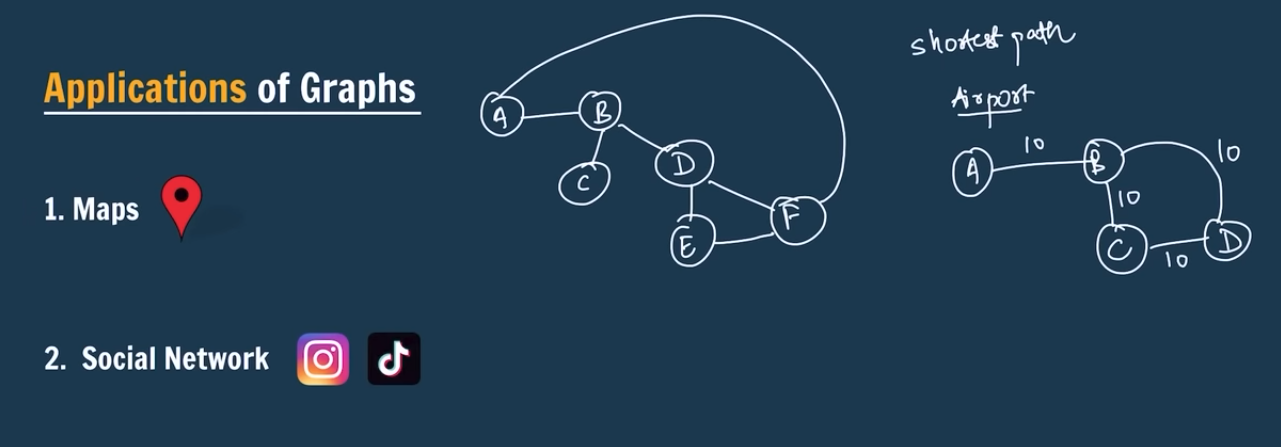 Applications of Graphs
1. Maps
2. Social Network
A
B
C
D
E
F
shortest path
Airport
A
10
B
10
10
C
10
D